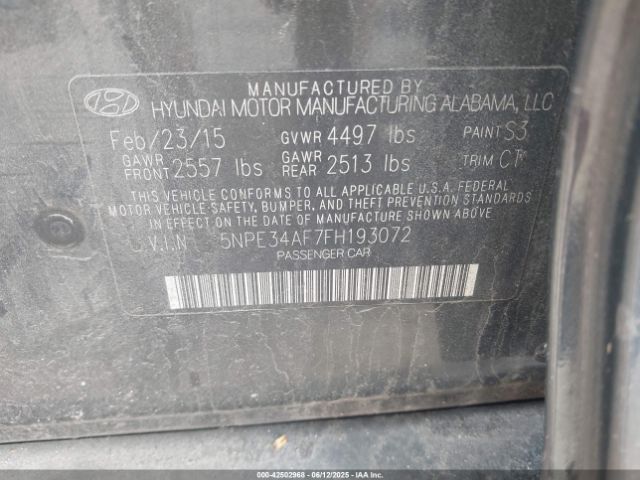 MANUFACTURED BY
HYUNDAI MOTOR MANUFACTURING ALABAMA, LLC
Feb/23/15 GVWR 4497 lbs PAINT S3
GAWR FRONT 2557 lbs GAWR REAR 2513 lbs TRIM CT
THIS VEHICLE CONFORMS TO ALL APPLICABLE U.S.A. FEDERAL
MOTOR VEHICLE-SAFETY, BUMPER, AND THEFT PREVENTION STANDARDS
IN EFFECT ON THE DATE OF MANUFACTURE SHOWN ABOVE
V.I.N 5NPE34AF7FH193072
PASSENGER CAR
000-42502968 - 06/12/2025 - IAAI.COM